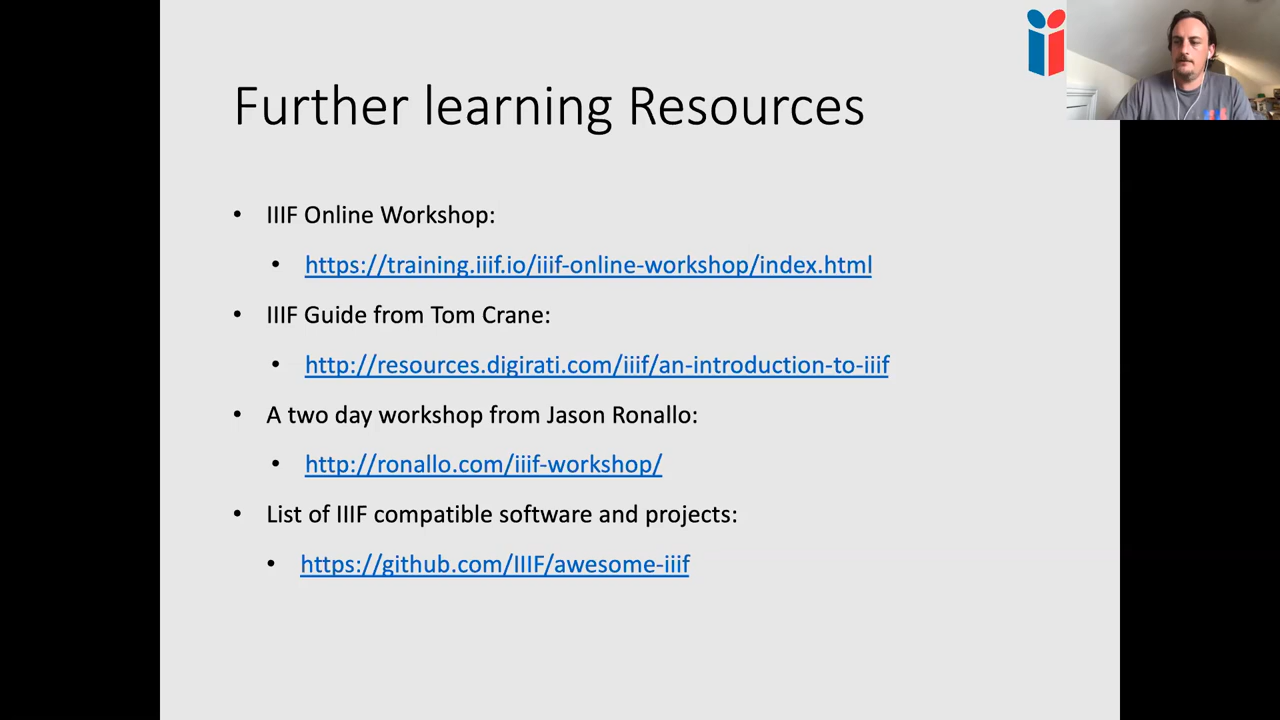 Further learning Resources
• IIIF Online Workshop:
• https://training.iiif.io/iiif-online-workshop/index.html
• IIIF Guide from Tom Crane:
• http://resources.digirati.com/iiif/an-introduction-to-iiif
• A two day workshop from Jason Ronallo:
• http://ronallo.com/iiif-workshop/
• List of IIIF compatible software and projects:
• https://github.com/IIIF/awesome-iiif